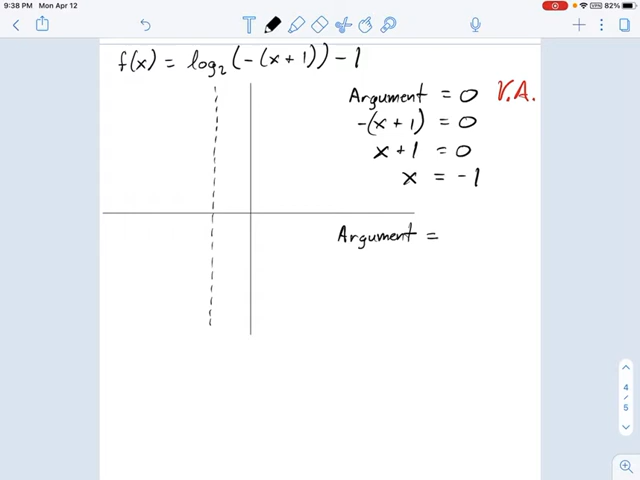 9:38 PM Mon Apr 12
VPN 82%
f(x) = log₂ (-(x + 1)) - 1
Argument = 0 V.A.
-(x + 1) = 0
x + 1 = 0
x = -1
Argument =
4
/
5